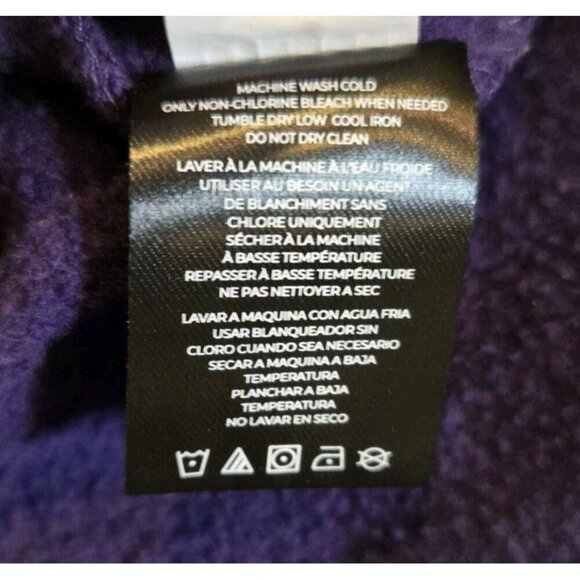 MACHINE WASH COLD
ONLY NON-CHLORINE BLEACH WHEN NEEDED
TUMBLE DRY LOW COOL IRON
DO NOT DRY CLEAN
LAVER À LA MACHINE À L'EAU FROIDE
UTILISER AU BESOIN UN AGENT
DE BLANCHIMENT SANS
CHLORE UNIQUEMENT
SÉCHER À LA MACHINE
À BASSE TEMPÉRATURE
REPASSER À BASSE TEMPÉRATURE
NE PAS NETTOYER A SEC
LAVAR A MAQUINA CON AGUA FRIA
USAR BLANQUEADOR SIN
CLORO CUANDO SEA NECESARIO
SECAR A MAQUINA A BAJA
TEMPERATURA
PLANCHAR A BAJA
TEMPERATURA
NO LAVAR EN SECO